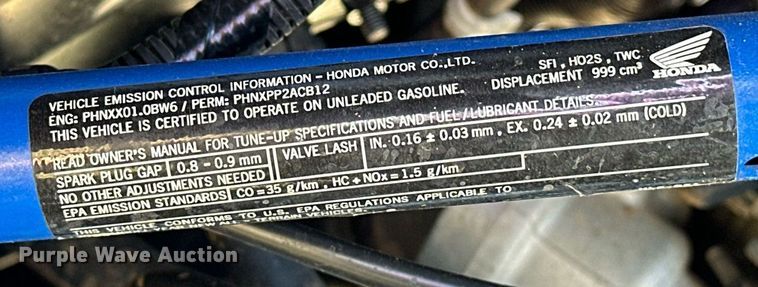 VEHICLE EMISSION CONTROL INFORMATION - HONDA MOTOR CO.,LTD.
SFI , HO2S , TWC
ENG: PHNXX01.0BW6 / PERM: PHNXPP2ACB12
DISPLACEMENT 999 cm³
HONDA
THIS VEHICLE IS CERTIFIED TO OPERATE ON UNLEADED GASOLINE.
READ OWNER'S MANUAL FOR TUNE-UP SPECIFICATIONS AND FUEL/LUBRICANT DETAILS.
SPARK PLUG GAP 0.8 - 0.9 mm VALVE LASH IN. 0.16 ± 0.03 mm , EX. 0.24 ± 0.02 mm (COLD)
NO OTHER ADJUSTMENTS NEEDED
EPA EMISSION STANDARDS CO = 35 g/km , HC + NOx = 1.5 g/km
THIS VEHICLE CONFORMS TO U.S. EPA REGULATIONS APPLICABLE TO
TERRAIN VEHICLES.
Purple Wave Auction